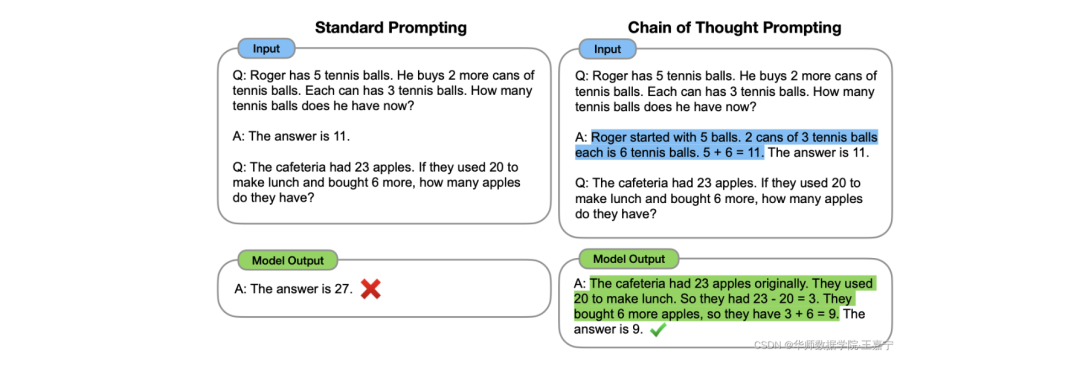 Standard Prompting
Input
Q: Roger has 5 tennis balls. He buys 2 more cans of
tennis balls. Each can has 3 tennis balls. How many
tennis balls does he have now?
A: The answer is 11.
Q: The cafeteria had 23 apples. If they used 20 to
make lunch and bought 6 more, how many apples
do they have?
Model Output
A: The answer is 27.
Chain of Thought Prompting
Input
Q: Roger has 5 tennis balls. He buys 2 more cans of
tennis balls. Each can has 3 tennis balls. How many
tennis balls does he have now?
A: Roger started with 5 balls. 2 cans of 3 tennis balls
each is 6 tennis balls. 5 + 6 = 11. The answer is 11.
Q: The cafeteria had 23 apples. If they used 20 to
make lunch and bought 6 more, how many apples
do they have?
Model Output
A: The cafeteria had 23 apples originally. They used
20 to make lunch. So they had 23 - 20 = 3. They
bought 6 more apples, so they have 3 + 6 = 9. The
answer is 9.
CSDN @华师数据学院·王嘉宁